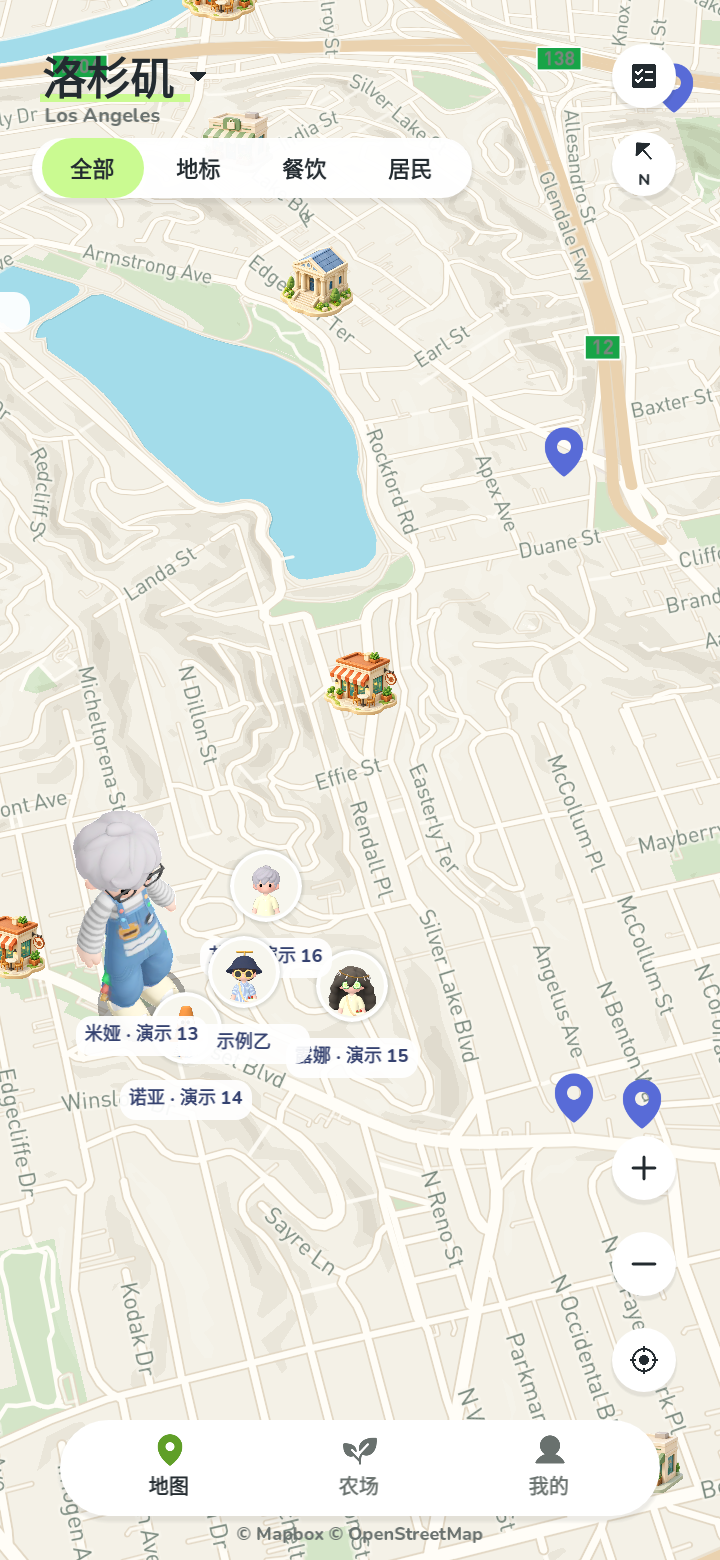 138
洛杉矶
Los Angeles
Silver Lake
N
全部 地标 餐饮 居民
Allesandro St
Glendale Fwy
Armstrong Ave
Earl St
12
Baxter St
Redcliff St
Rockford Rd
Apex Ave
Duane St
Landa St
Micheltorena St
N Dillon St
Effie St
Easterly Ter
McCollum Pl
Rendall Pl
McCollum St
Silver Lake Blvd
Angelus Ave
演示 16
米娅 · 演示 13
示例乙
娜 · 演示 15
诺亚 · 演示 14
Blvd
Edgecliffe Dr
N Reno St
Sayre Ln
Kodak Dr
N Occidental Bl
Parkman
地图 农场 我的
© Mapbox © OpenStreetMap